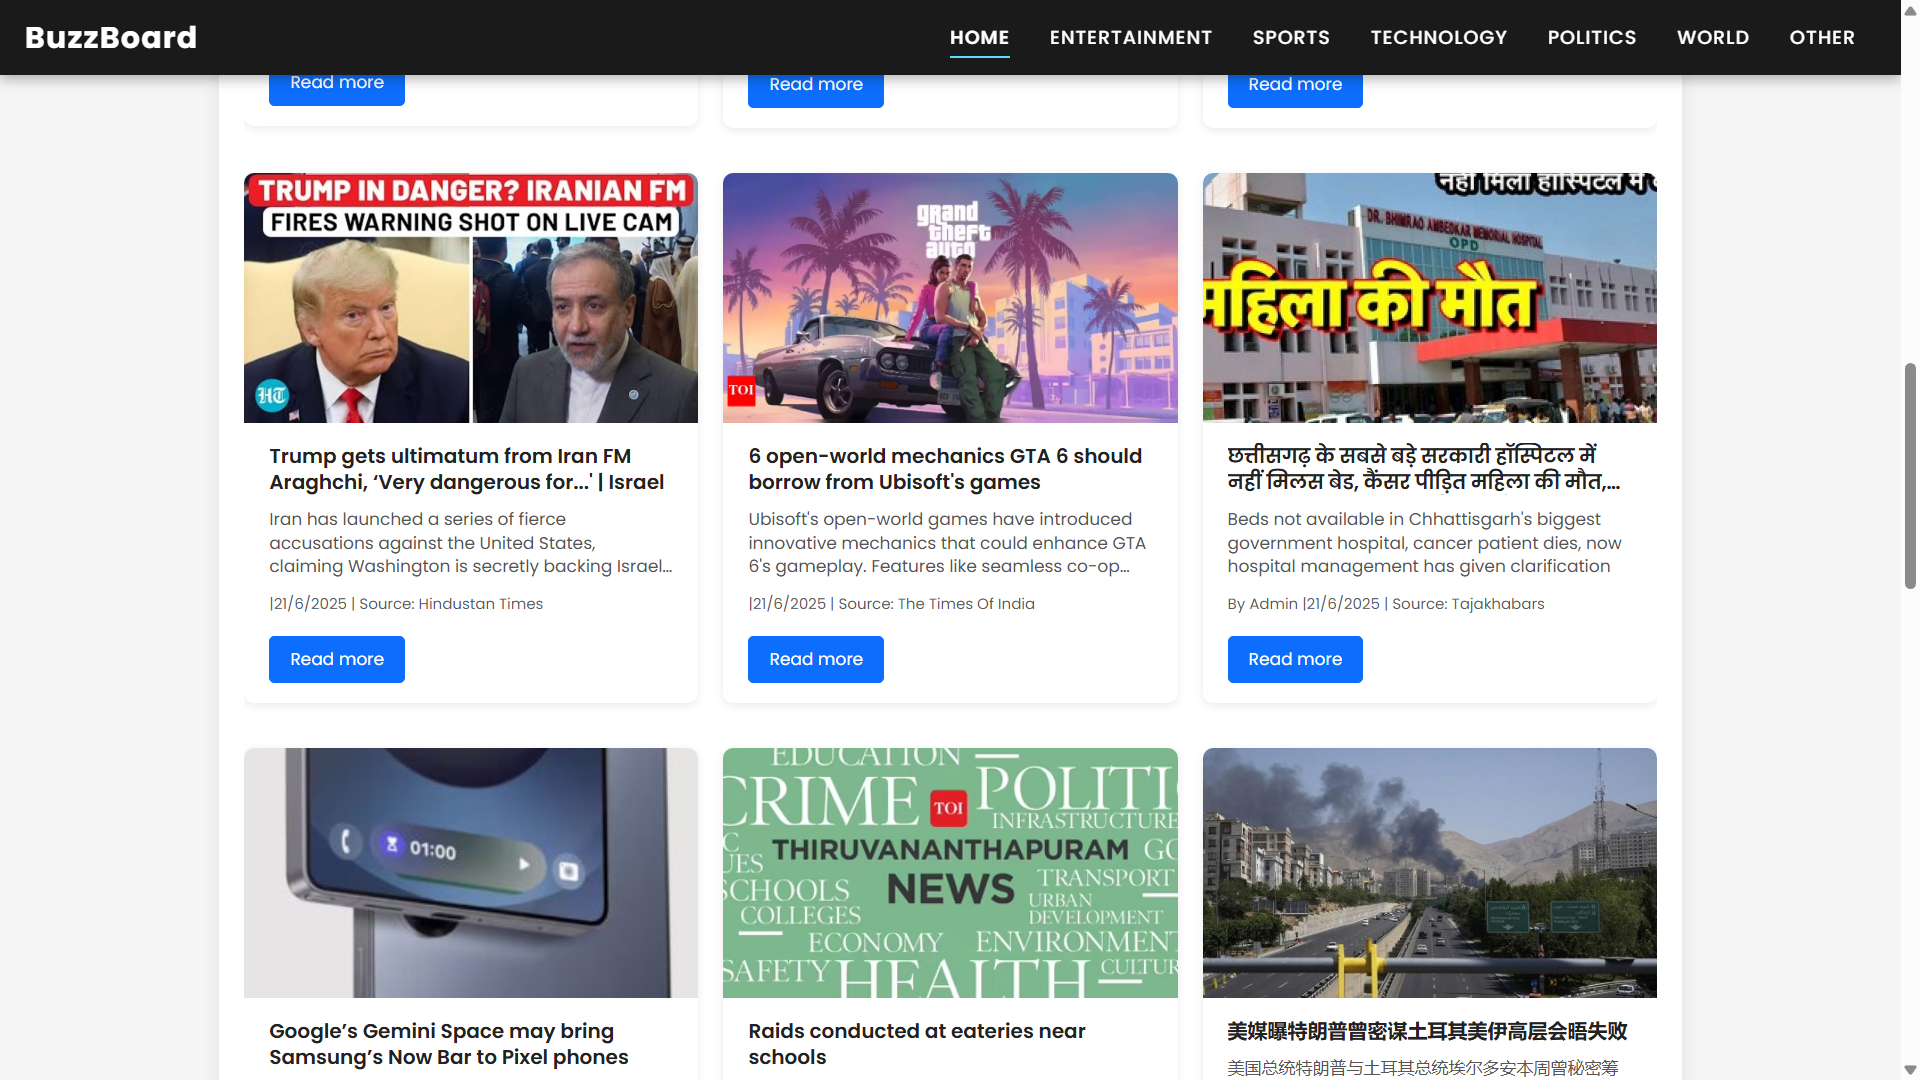 BuzzBoard
HOME ENTERTAINMENT SPORTS TECHNOLOGY POLITICS WORLD OTHER
Read more
Read more
Read more
TRUMP IN DANGER? IRANIAN FM
FIRES WARNING SHOT ON LIVE CAM
HT
Trump gets ultimatum from Iran FM
Araghchi, ‘Very dangerous for...' | Israel
Iran has launched a series of fierce
accusations against the United States,
claiming Washington is secretly backing Israel...
|21/6/2025 | Source: Hindustan Times
Read more
grand
theft
auto
TOI
6 open-world mechanics GTA 6 should
borrow from Ubisoft's games
Ubisoft's open-world games have introduced
innovative mechanics that could enhance GTA
6's gameplay. Features like seamless co-op...
|21/6/2025 | Source: The Times Of India
Read more
नहीं मिला हॉस्पिटल में
DR. BHIMRAO AMBEDKAR MEMORIAL HOSPITAL
OPD
महिला की मौत
छत्तीसगढ़ के सबसे बड़े सरकारी हॉस्पिटल में
नहीं मिलस बेड, कैंसर पीड़ित महिला की मौत,...
Beds not available in Chhattisgarh's biggest
government hospital, cancer patient dies, now
hospital management has given clarification
By Admin |21/6/2025 | Source: Tajakhabars
Read more
01:00
Google’s Gemini Space may bring
Samsung’s Now Bar to Pixel phones
EDUCATION
CRIME TOI POLITI
INFRASTRUCTURE
THIRUVANANTHAPURAM GO
UES NEWS TRANSPORT
SCHOOLS URBAN
COLLEGES DEVELOPMENT
ECONOMY ENVIRONMENT
SAFETY HEALTH CULTUR
Raids conducted at eateries near
schools
美媒曝特朗普曾密谋土耳其美伊高层会晤失败
美国总统特朗普与土耳其总统埃尔多安本周曾秘密筹